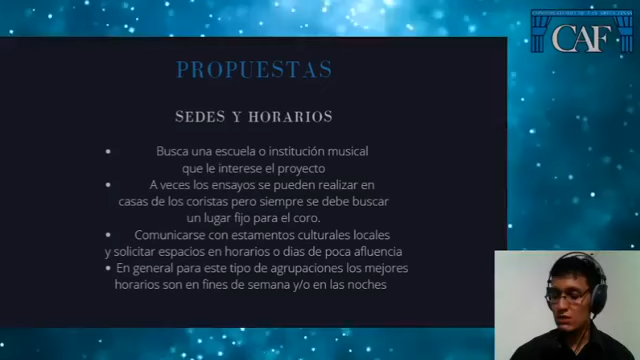 CAF
PROPUESTAS
SEDES Y HORARIOS
• Busca una escuela o institución musical
que le interese el proyecto
• A veces los ensayos se pueden realizar en
casas de los coristas pero siempre se debe buscar
un lugar fijo para el coro.
• Comunicarse con estamentos culturales locales
y solicitar espacios en horarios o dias de poca afluencia
• En general para este tipo de agrupaciones los mejores
horarios son en fines de semana y/o en las noches